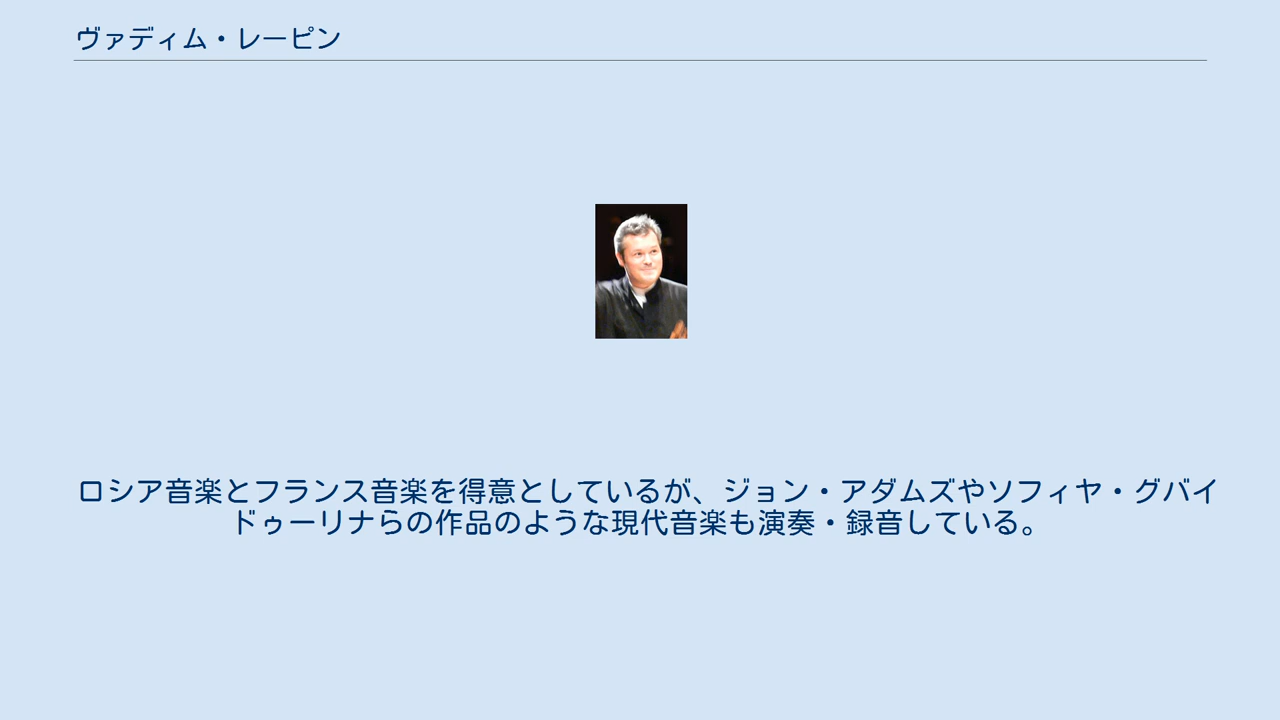 ヴァディム・レーピン
ロシア音楽とフランス音楽を得意としているが、ジョン・アダムズやソフィヤ・グバイ
ドゥーリナらの作品のような現代音楽も演奏・録音している。